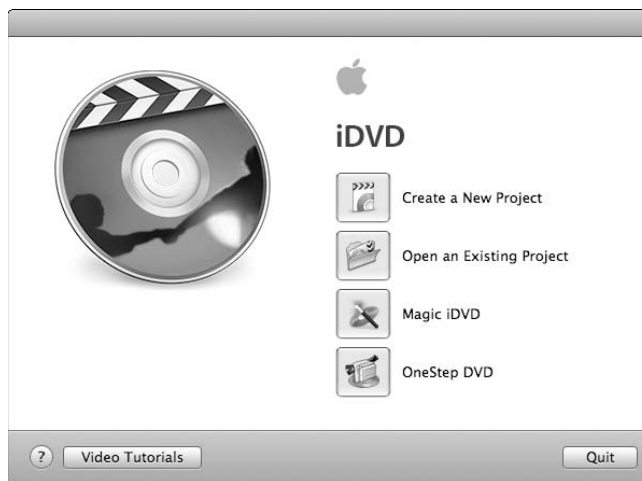 iDVD
Create a New Project
Open an Existing Project
Magic iDVD
OneStep DVD
? Video Tutorials Quit